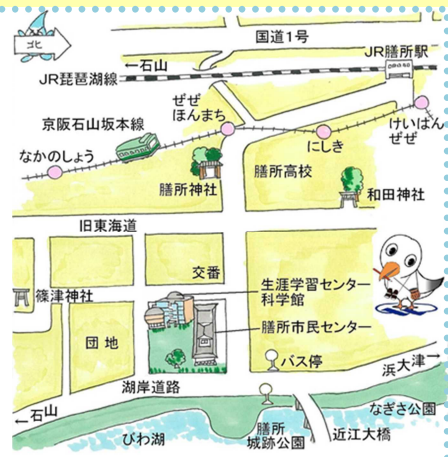 北
国道1号
←石山
JR膳所駅
JR琵琶湖線
ぜぜ
ほんまち
京阪石山坂本線
なかのしょう
にしき
けいはん
ぜぜ
膳所神社
膳所高校
和田神社
旧東海道
交番
生涯学習センター
科学館
篠津神社
膳所市民センター
団地
バス停
浜大津→
湖岸道路
←石山
なぎさ公園
びわ湖
膳所
城跡公園
近江大橋